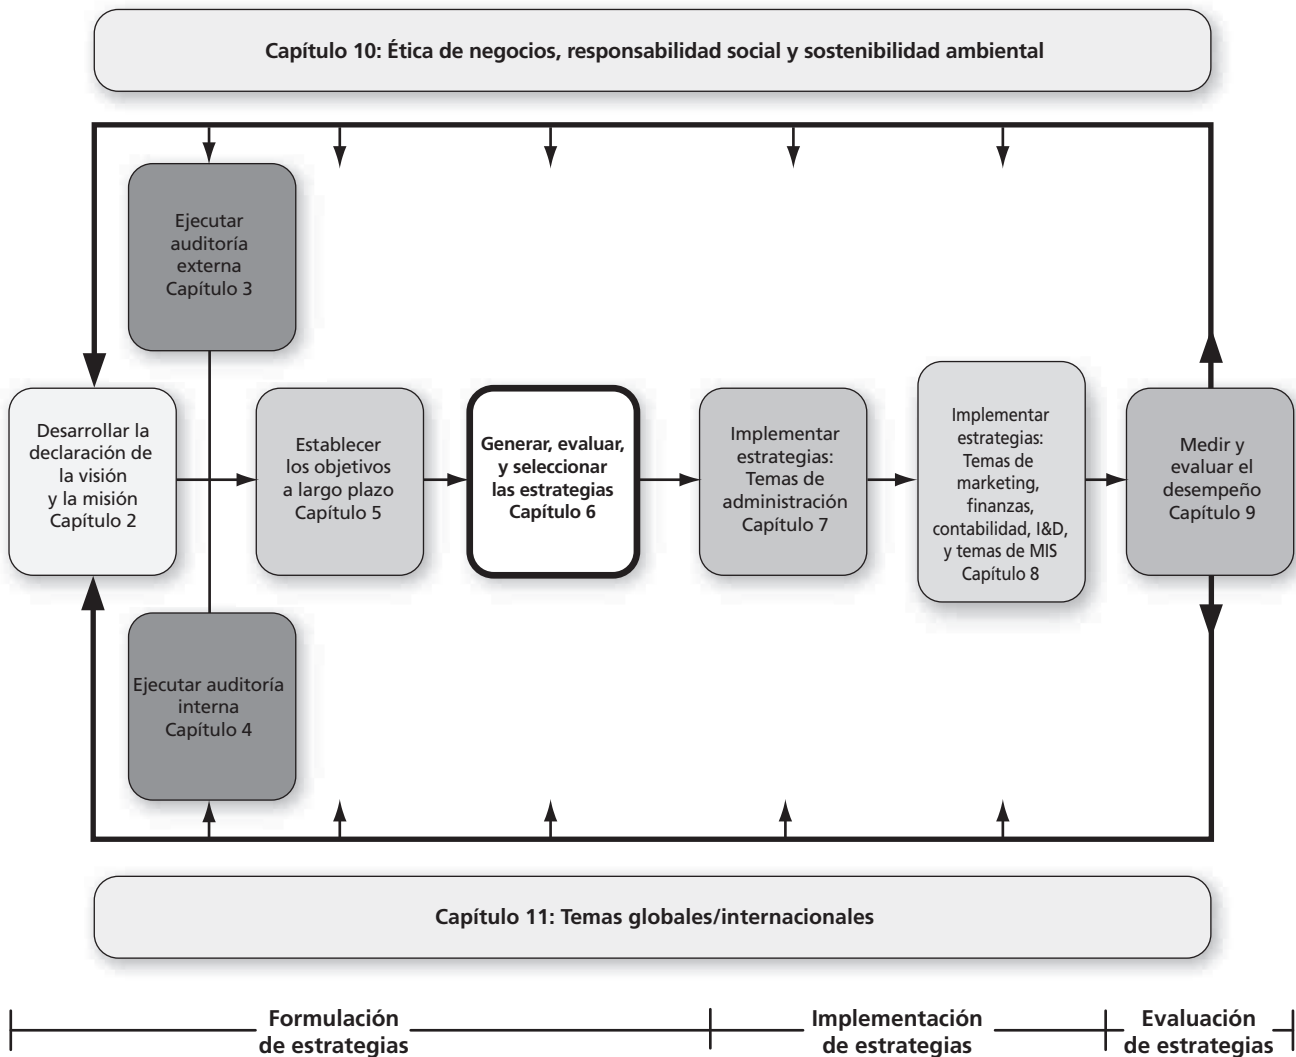 Capítulo 10: Ética de negocios, responsabilidad social y sostenibilidad ambiental
Ejecutar
auditoría
externa
Capítulo 3
Desarrollar la
declaración de
la visión
y la misión
Capítulo 2
Establecer
los objetivos
a largo plazo
Capítulo 5
Generar, evaluar,
y seleccionar
las estrategias
Capítulo 6
Implementar
estrategias:
Temas de
administración
Capítulo 7
Implementar
estrategias:
Temas de
marketing,
finanzas,
contabilidad, I&D,
y temas de MIS
Capítulo 8
Medir y
evaluar el
desempeño
Capítulo 9
Ejecutar auditoría
interna
Capítulo 4
Capítulo 11: Temas globales/internacionales
Formulación
de estrategias
Implementación
de estrategias
Evaluación
de estrategias